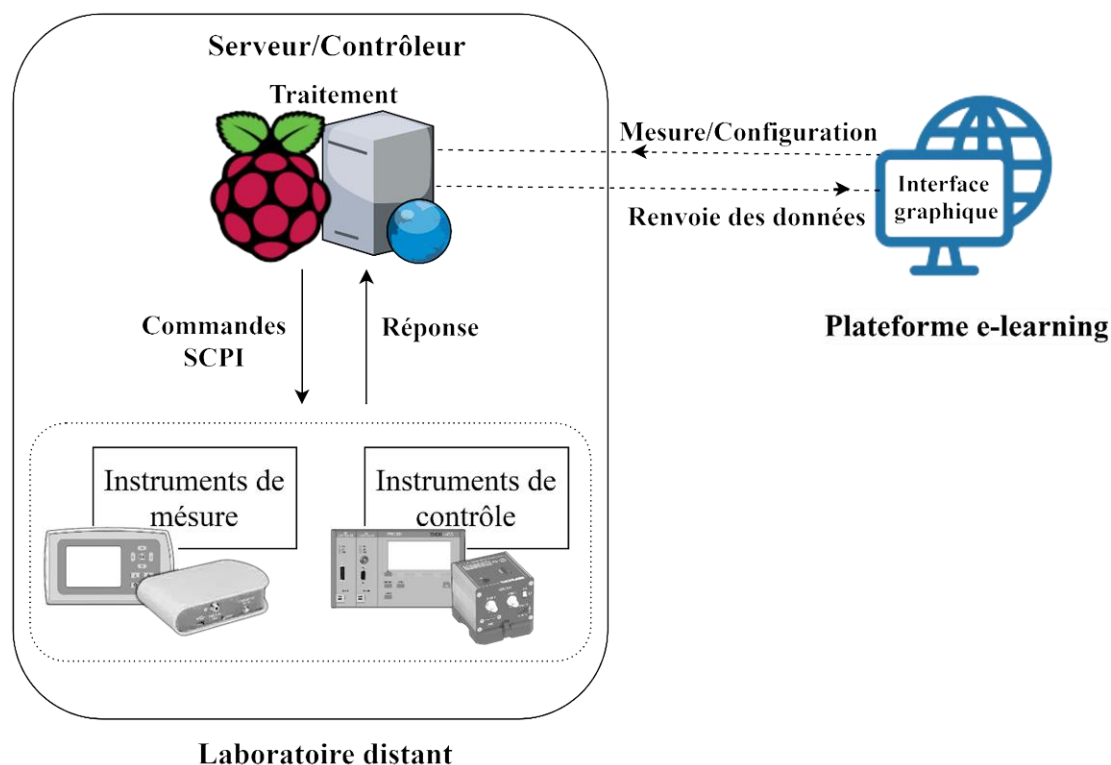 Serveur/Contrôleur
Traitement
Mesure/Configuration
Interface
graphique
Renvoie des données
Plateforme e-learning
Commandes
SCPI
Réponse
Instruments de
mésure
Instruments de
contrôle
Laboratoire distant